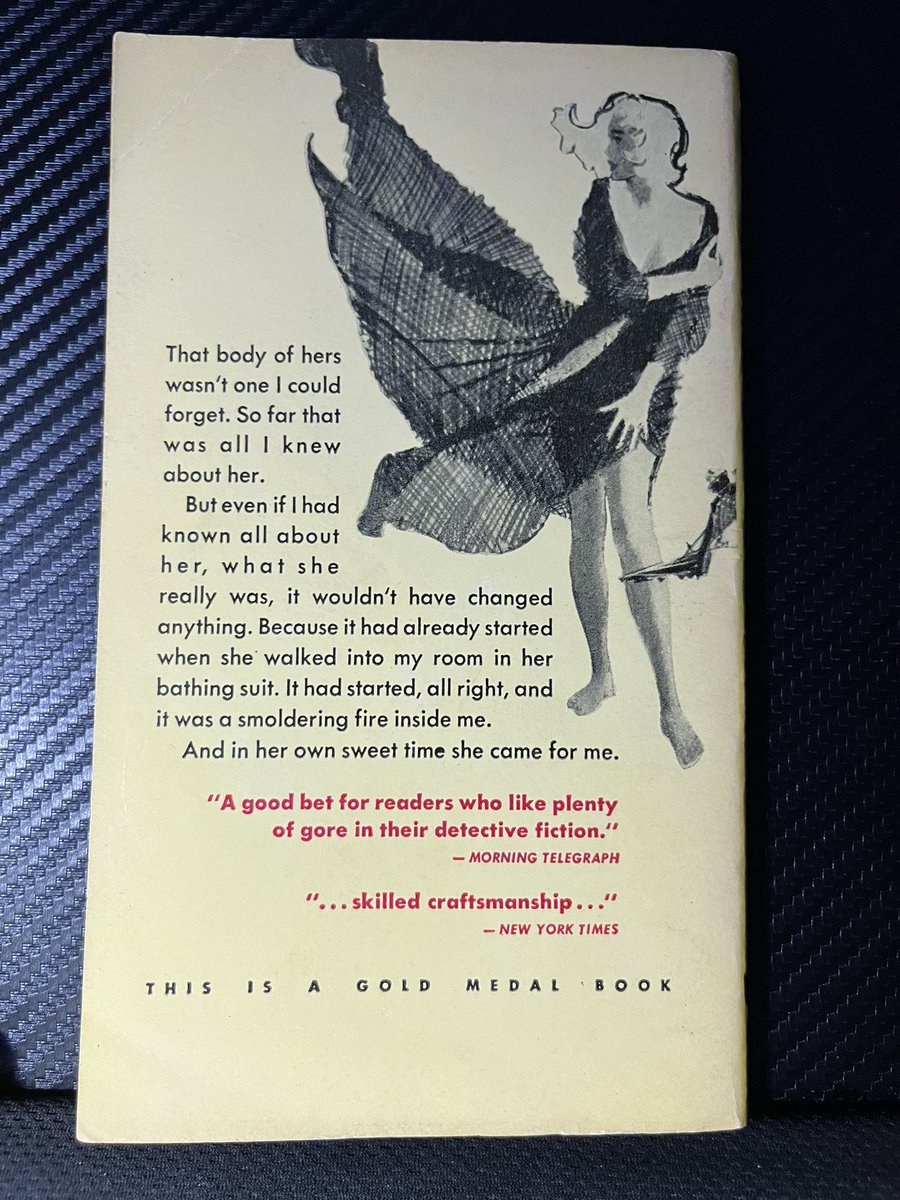 That body of hers
wasn't one I could
forget. So far that
was all I knew
about her.
But even if I had
known all about
her, what she
really was, it wouldn't have changed
anything. Because it had already started
when she walked into my room in her
bathing suit. It had started, all right, and
it was a smoldering fire inside me.
And in her own sweet time she came for me.
"A good bet for readers who like plenty
of gore in their detective fiction."
— MORNING TELEGRAPH
"...skilled craftsmanship..."
— NEW YORK TIMES
THIS IS A GOLD MEDAL BOOK